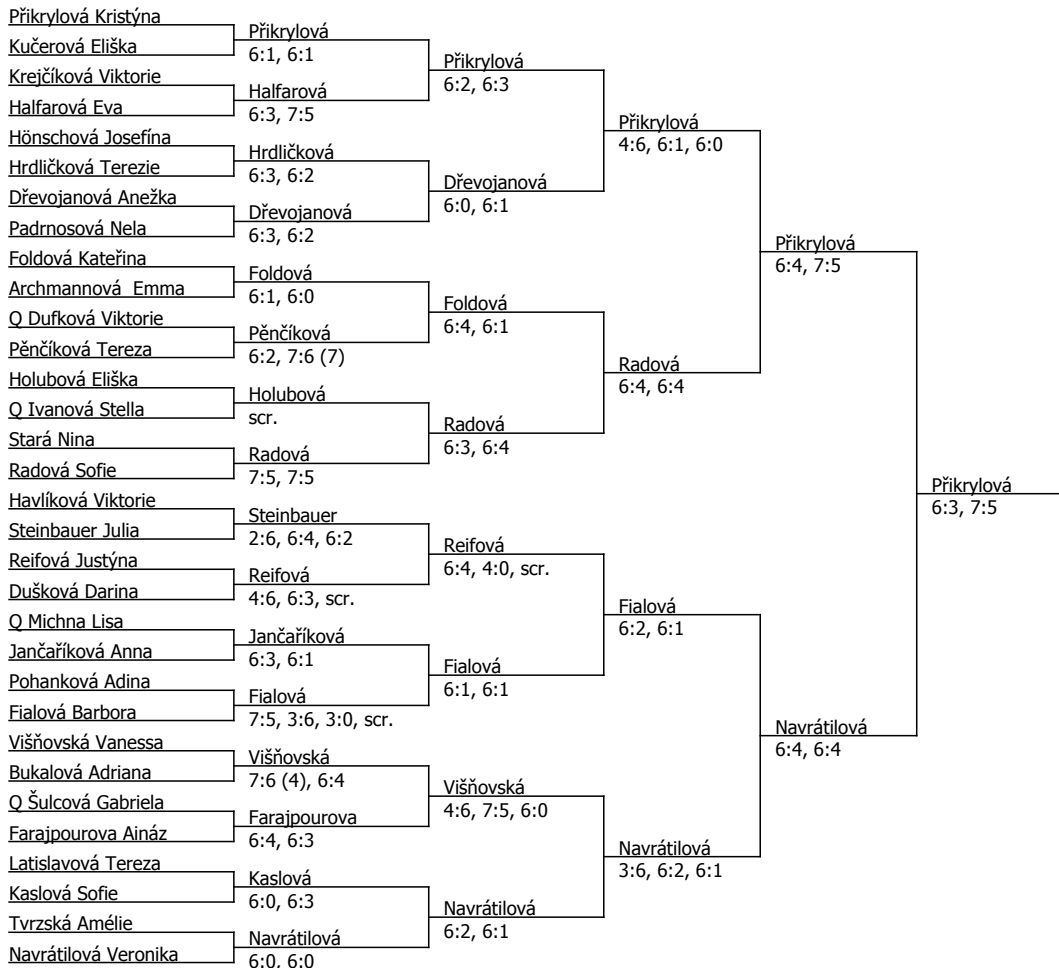 Přikrylová Kristýna
Kučerová Eliška
Krejčíková Viktorie
Halfarová Eva
Hönschová Josefína
Hrdličková Terezie
Dřevojanová Anežka
Padrnosová Nela
Foldová Kateřina
Archmannová  Emma
Q Dufková Viktorie
Pěnčíková Tereza
Holubová Eliška
Q Ivanová Stella
Stará Nina
Radová Sofie
Havlíková Viktorie
Steinbauer Julia
Reifová Justýna
Dušková Darina
Q Michna Lisa
Jančaříková Anna
Pohanková Adina
Fialová Barbora
Višňovská Vanessa
Bukalová Adriana
Q Šulcová Gabriela
Farajpourova Aináz
Latislavová Tereza
Kaslová Sofie
Tvrzská Amélie
Navrátilová Veronika
Přikrylová
6:1, 6:1
Halfarová
6:3, 7:5
Hrdličková
6:3, 6:2
Dřevojanová
6:3, 6:2
Foldová
6:1, 6:0
Pěnčíková
6:2, 7:6 (7)
Holubová
scr.
Radová
7:5, 7:5
Steinbauer
2:6, 6:4, 6:2
Reifová
4:6, 6:3, scr.
Jančaříková
6:3, 6:1
Fialová
7:5, 3:6, 3:0, scr.
Višňovská
7:6 (4), 6:4
Farajpourova
6:4, 6:3
Kaslová
6:0, 6:3
Navrátilová
6:0, 6:0
Přikrylová
6:2, 6:3
Dřevojanová
6:0, 6:1
Foldová
6:4, 6:1
Radová
6:3, 6:4
Reifová
6:4, 4:0, scr.
Fialová
6:1, 6:1
Višňovská
4:6, 7:5, 6:0
Navrátilová
6:2, 6:1
Přikrylová
4:6, 6:1, 6:0
Radová
6:4, 6:4
Fialová
6:2, 6:1
Navrátilová
3:6, 6:2, 6:1
Přikrylová
6:4, 7:5
Navrátilová
6:4, 6:4
Přikrylová
6:3, 7:5